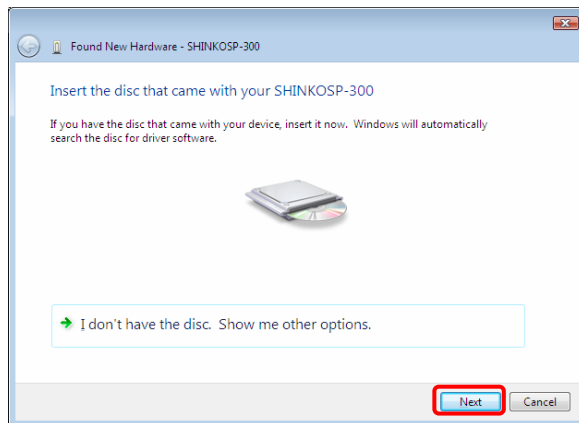 Found New Hardware - SHINKOSP-300
Insert the disc that came with your SHINKOSP-300
If you have the disc that came with your device, insert it now.  Windows will automatically
search the disc for driver software.
I don't have the disc.  Show me other options.
Next
Cancel